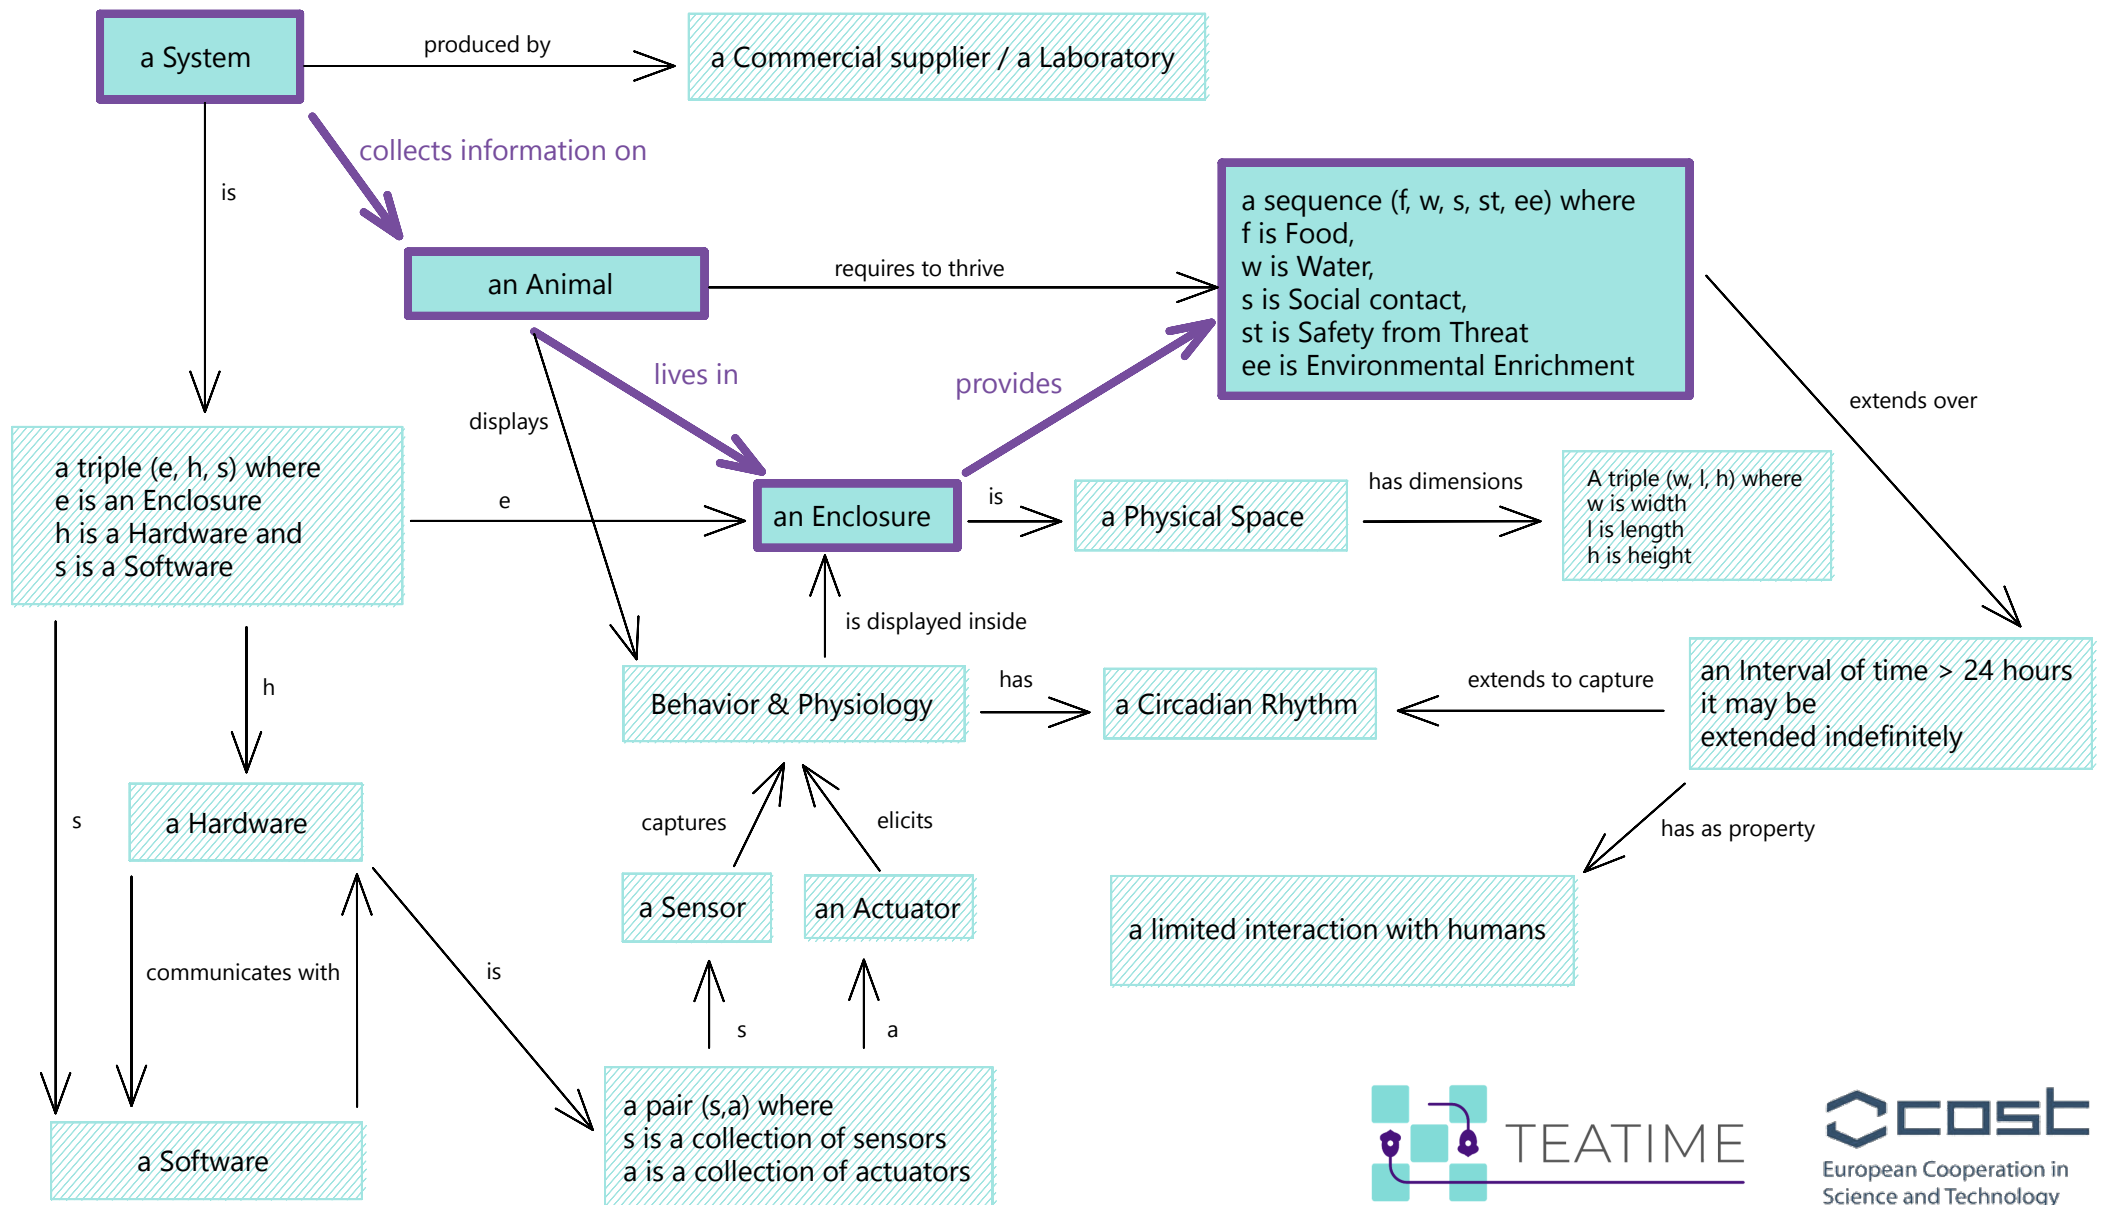 a System
produced by
a Commercial supplier / a Laboratory
collects information on
is
an Animal
requires to thrive
a sequence (f, w, s, st, ee) where
f is Food,
w is Water,
s is Social contact,
st is Safety from Threat
ee is Environmental Enrichment
lives in
provides
displays
extends over
a triple (e, h, s) where
e is an Enclosure
h is a Hardware and
s is a Software
e
an Enclosure
is
a Physical Space
has dimensions
A triple (w, l, h) where
w is width
l is length
h is height
is displayed inside
h
Behavior & Physiology
has
a Circadian Rhythm
extends to capture
an Interval of time > 24 hours
it may be
extended indefinitely
s
a Hardware
captures
elicits
has as property
a Sensor
an Actuator
a limited interaction with humans
communicates with
is
s
a
a pair (s,a) where
s is a collection of sensors
a is a collection of actuators
a Software
TEATIME
cost
European Cooperation in
Science and Technology